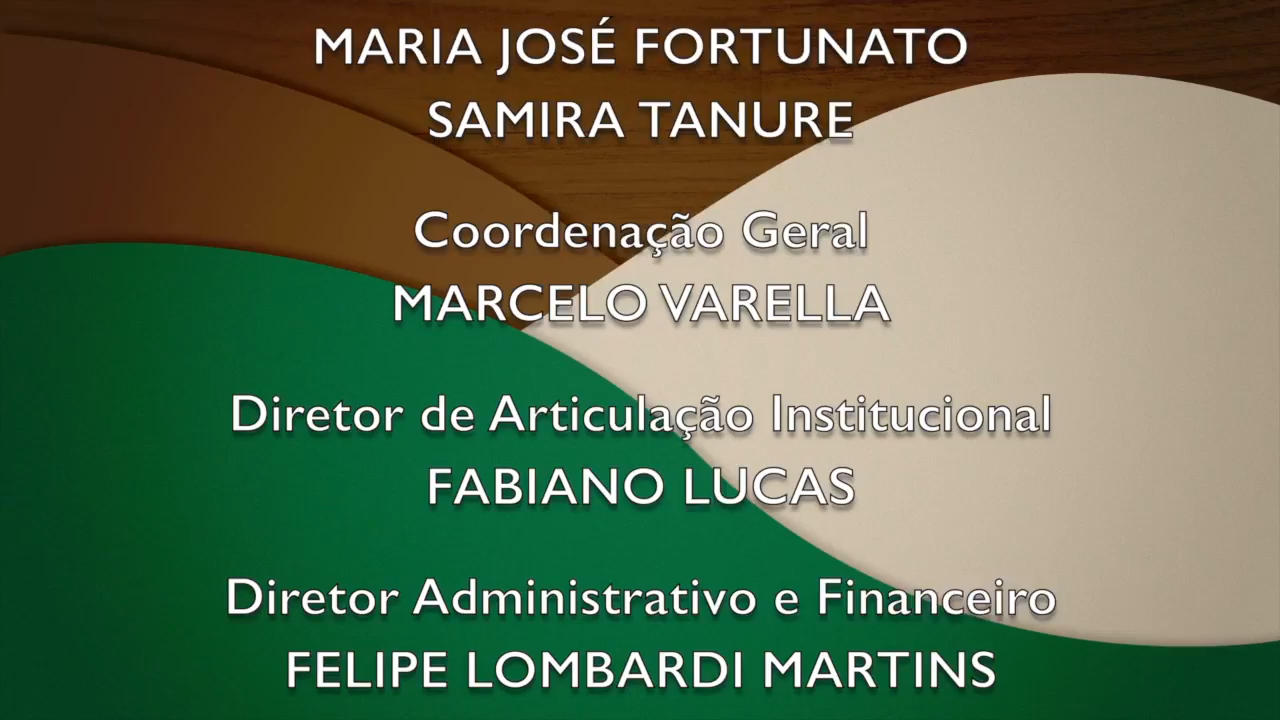 MARIA JOSÉ FORTUNATO
SAMIRA TANURE
Coordenação Geral
MARCELO VARELLA
Diretor de Articulação Institucional
FABIANO LUCAS
Diretor Administrativo e Financeiro
FELIPE LOMBARDI MARTINS